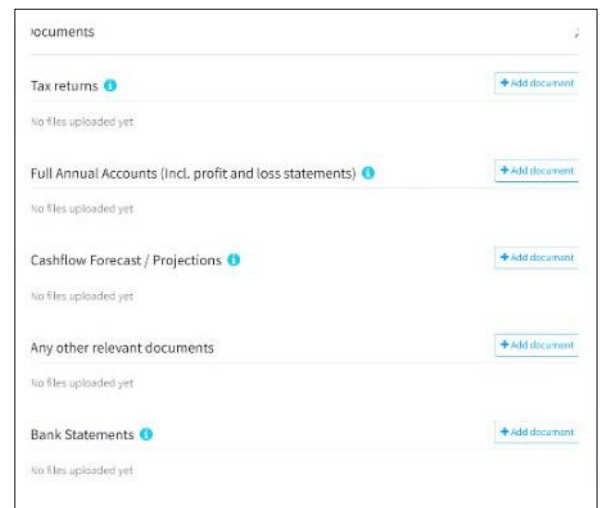 ocuments
Tax returns
+ Add document
No files uploaded yet
Full Annual Accounts (Incl. profit and loss statements)
+ Add document
No files uploaded yet
Cashflow Forecast / Projections
+ Add document
No files uploaded yet
Any other relevant documents
+ Add document
No files uploaded yet
Bank Statements
+ Add document
No files uploaded yet